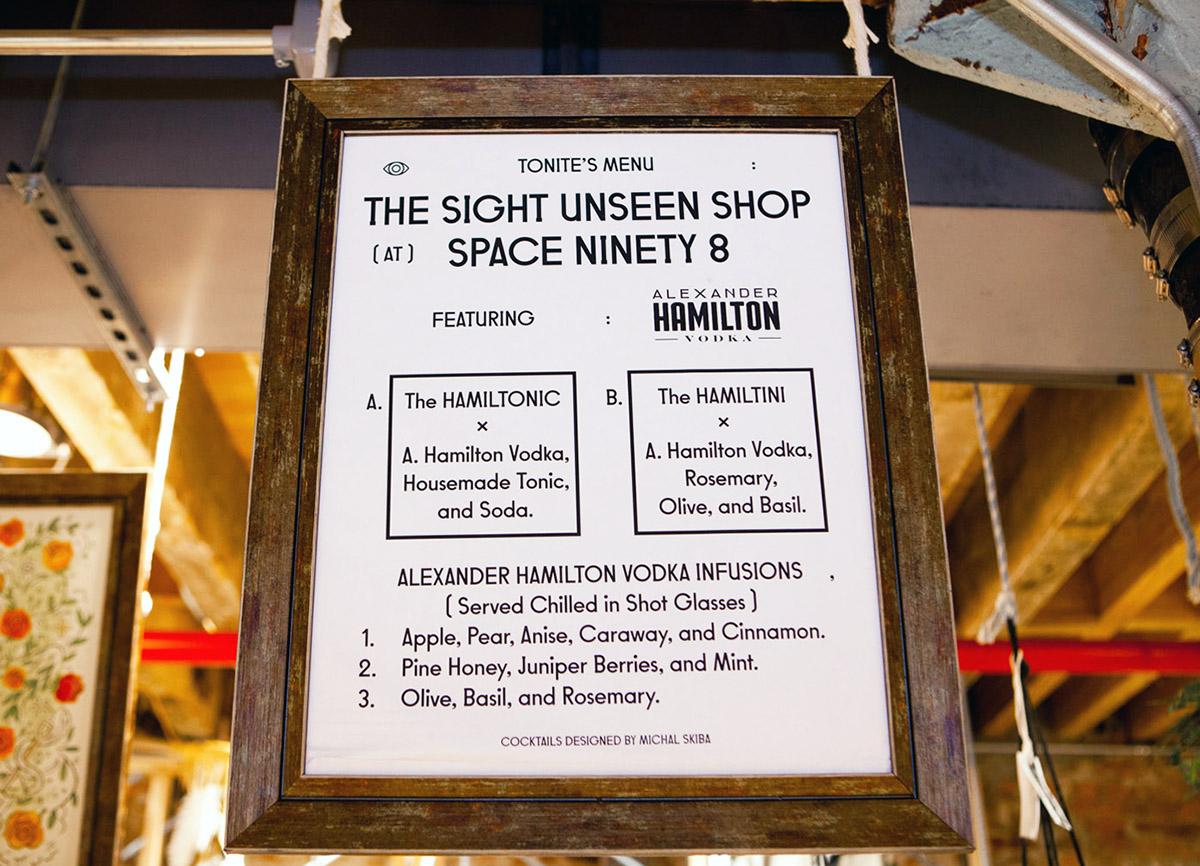 TONITE'S MENU :
THE SIGHT UNSEEN SHOP
( AT ) SPACE NINETY 8
FEATURING : ALEXANDER
HAMILTON
VODKA
A. The HAMILTONIC
×
A. Hamilton Vodka,
Housemade Tonic,
and Soda.
B. The HAMILTINI
×
A. Hamilton Vodka,
Rosemary,
Olive, and Basil.
ALEXANDER HAMILTON VODKA INFUSIONS ,
( Served Chilled in Shot Glasses )
1. Apple, Pear, Anise, Caraway, and Cinnamon.
2. Pine Honey, Juniper Berries, and Mint.
3. Olive, Basil, and Rosemary.
COCKTAILS DESIGNED BY MICHAL SKIBA